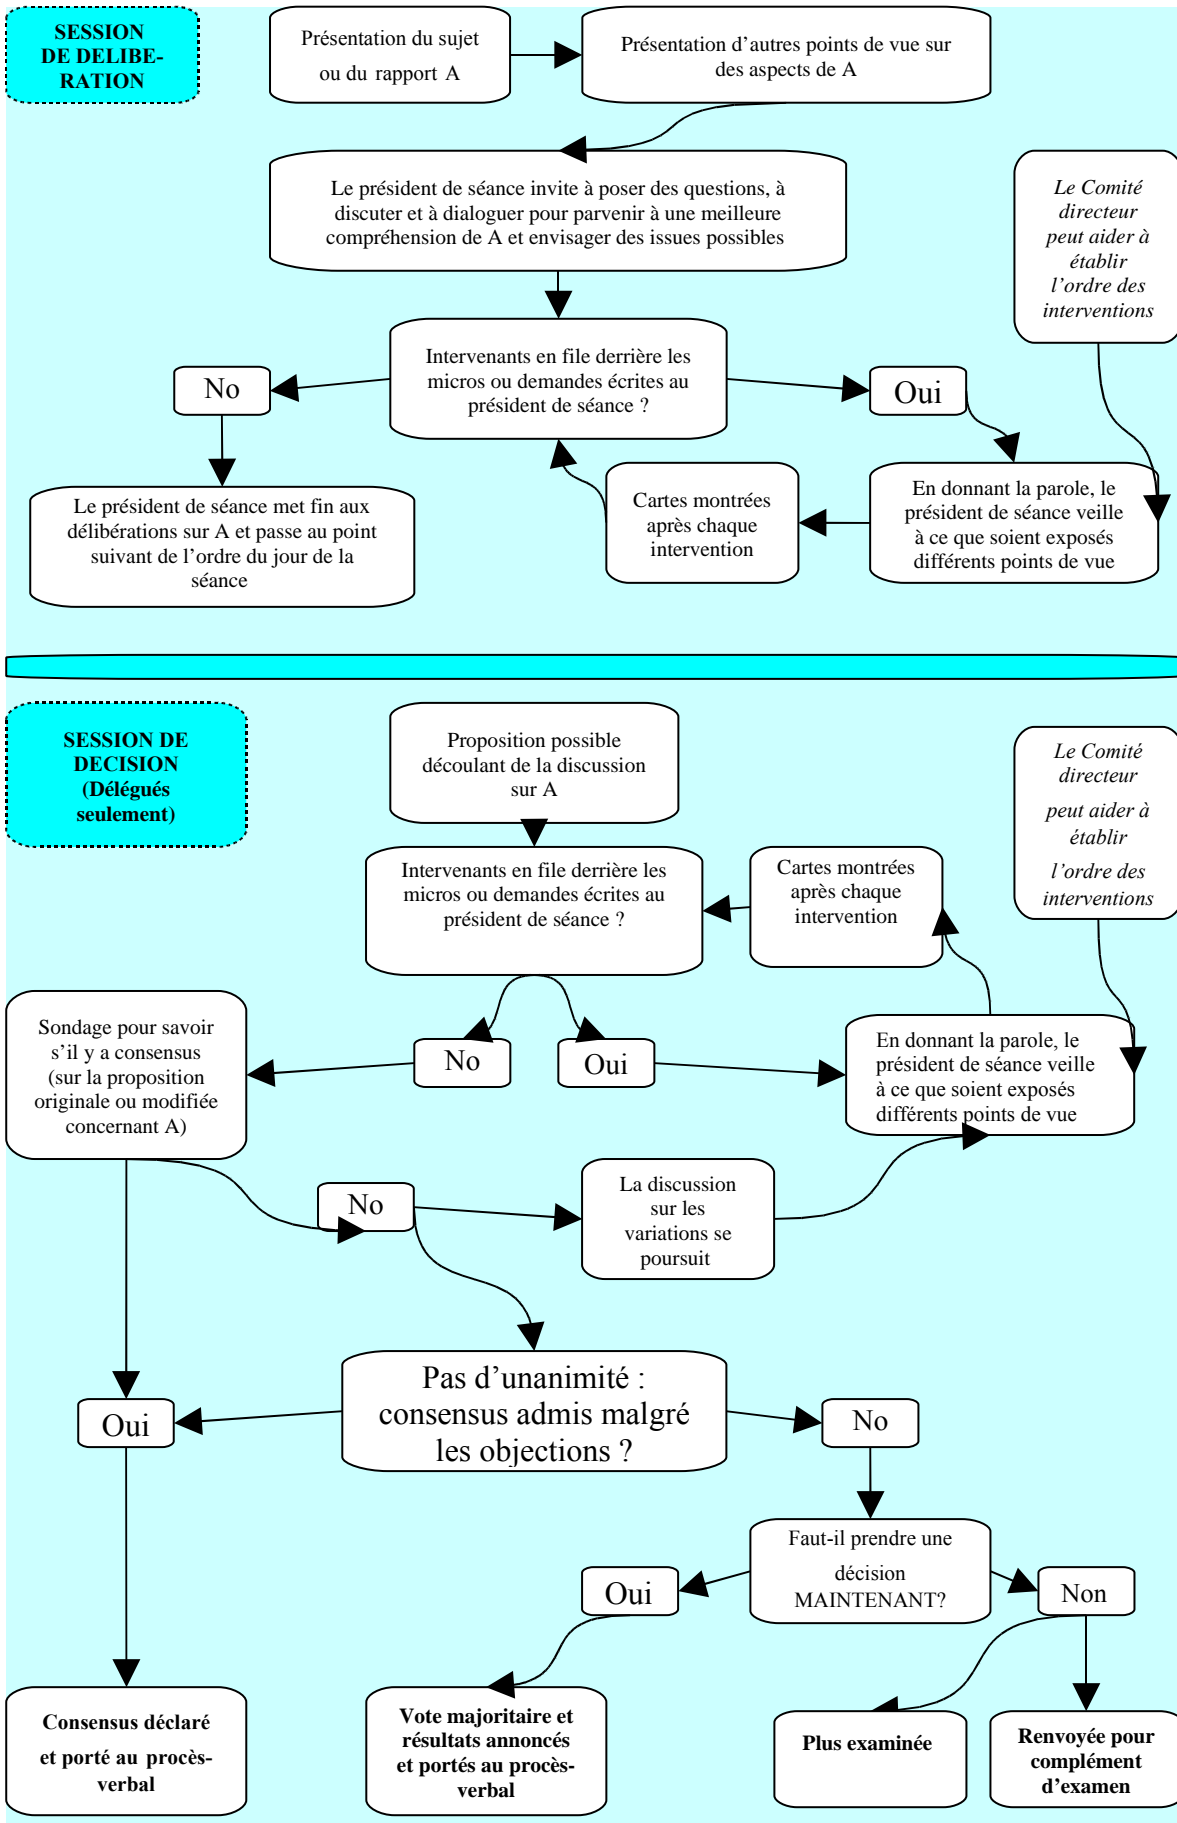 SESSION
DE DELIBE-
RATION
Présentation du sujet
ou du rapport A
Présentation d’autres points de vue sur
des aspects de A
Le président de séance invite à poser des questions, à
discuter et à dialoguer pour parvenir à une meilleure
compréhension de A et envisager des issues possibles
Le Comité
directeur
peut aider à
établir
l’ordre des
interventions
Intervenants en file derrière les
micros ou demandes écrites au
président de séance ?
No
Oui
Le président de séance met fin aux
délibérations sur A et passe au point
suivant de l’ordre du jour de la
séance
Cartes montrées
après chaque
intervention
En donnant la parole, le
président de séance veille
à ce que soient exposés
différents points de vue
SESSION DE
DECISION
(Délégués
seulement)
Proposition possible
découlant de la discussion
sur A
Le Comité
directeur
peut aider à
établir
l’ordre des
interventions
Intervenants en file derrière les
micros ou demandes écrites au
président de séance ?
Cartes montrées
après chaque
intervention
Sondage pour savoir
s’il y a consensus
(sur la proposition
originale ou modifiée
concernant A)
No
Oui
En donnant la parole, le
président de séance veille
à ce que soient exposés
différents points de vue
No
La discussion
sur les
variations se
poursuit
Pas d’unanimité :
consensus admis malgré
les objections ?
Oui
No
Faut-il prendre une
décision
MAINTENANT?
Oui
Non
Consensus déclaré
et porté au procès-
verbal
Vote majoritaire et
résultats annoncés
et portés au procès-
verbal
Plus examinée
Renvoyée pour
complément
d’examen